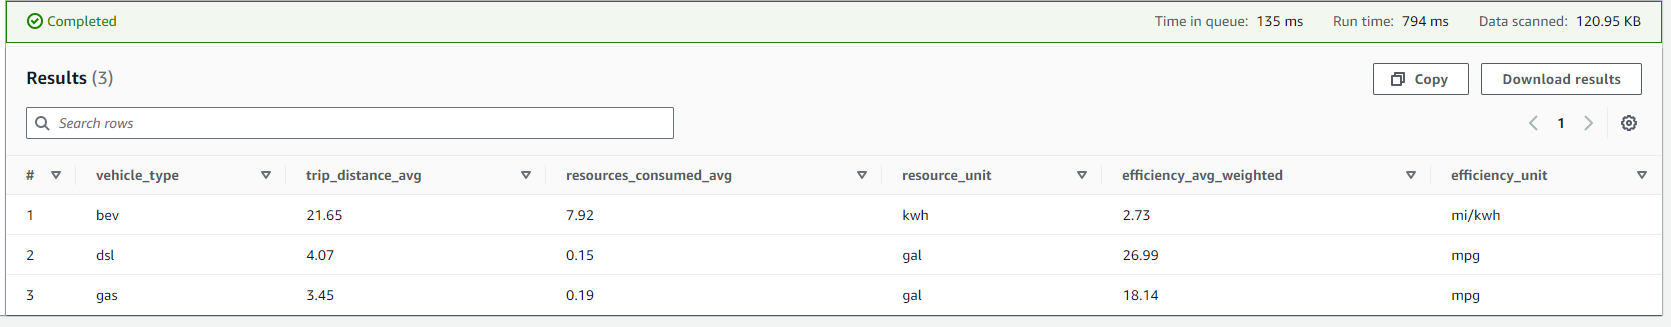 Completed Time in queue: 135 ms Run time: 794 ms Data scanned: 120.95 KB
Results (3) Copy Download results
Search rows 1
# vehicle_type trip_distance_avg resources_consumed_avg resource_unit efficiency_avg_weighted efficiency_unit
1 bev 21.65 7.92 kwh 2.73 mi/kwh
2 dsl 4.07 0.15 gal 26.99 mpg
3 gas 3.45 0.19 gal 18.14 mpg